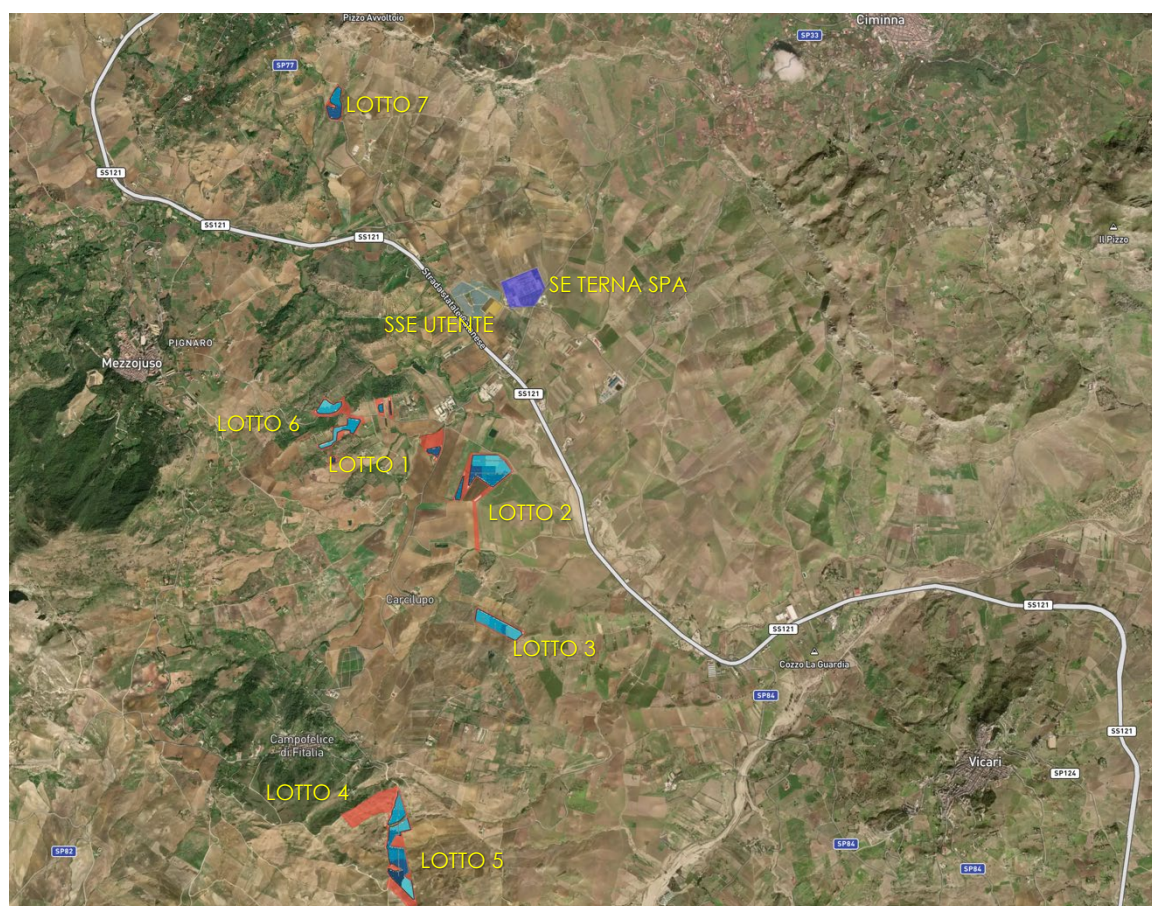 Pizzo Avvoltoio
Ciminna
SP33
SP77
LOTTO 7
SS121
SS121
SS121
Il Pizzo
SE TERNA SPA
SSE UTENTE
PIGNARO
Mezzojuso
SS121
LOTTO 6
LOTTO 1
LOTTO 2
Carcilupo
SS121
SS121
LOTTO 3
Cozzo La Guardia
SP84
Campofelice
di Fitalia
SS121
Vicari
SP124
LOTTO 4
SP84
SP82
LOTTO 5
SP84